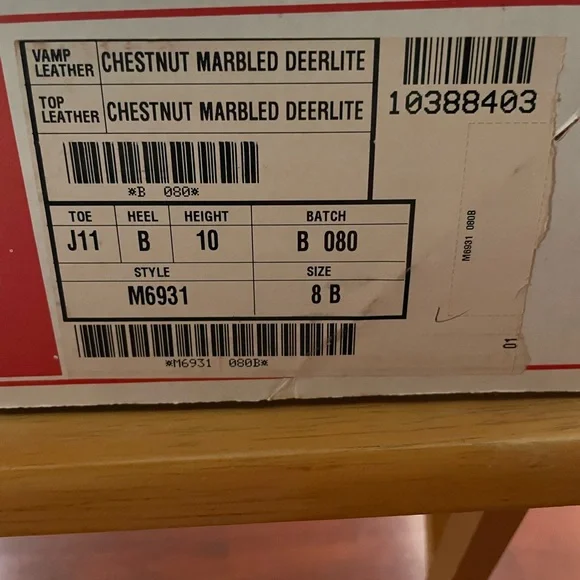 VAMP LEATHER CHESTNUT MARBLED DEERLITE
TOP LEATHER CHESTNUT MARBLED DEERLITE
*B 080*
10388403
TOE HEEL HEIGHT BATCH
J11 B 10 B 080
STYLE SIZE
M6931 8 B
*M6931 080B*
M6931 080B
01